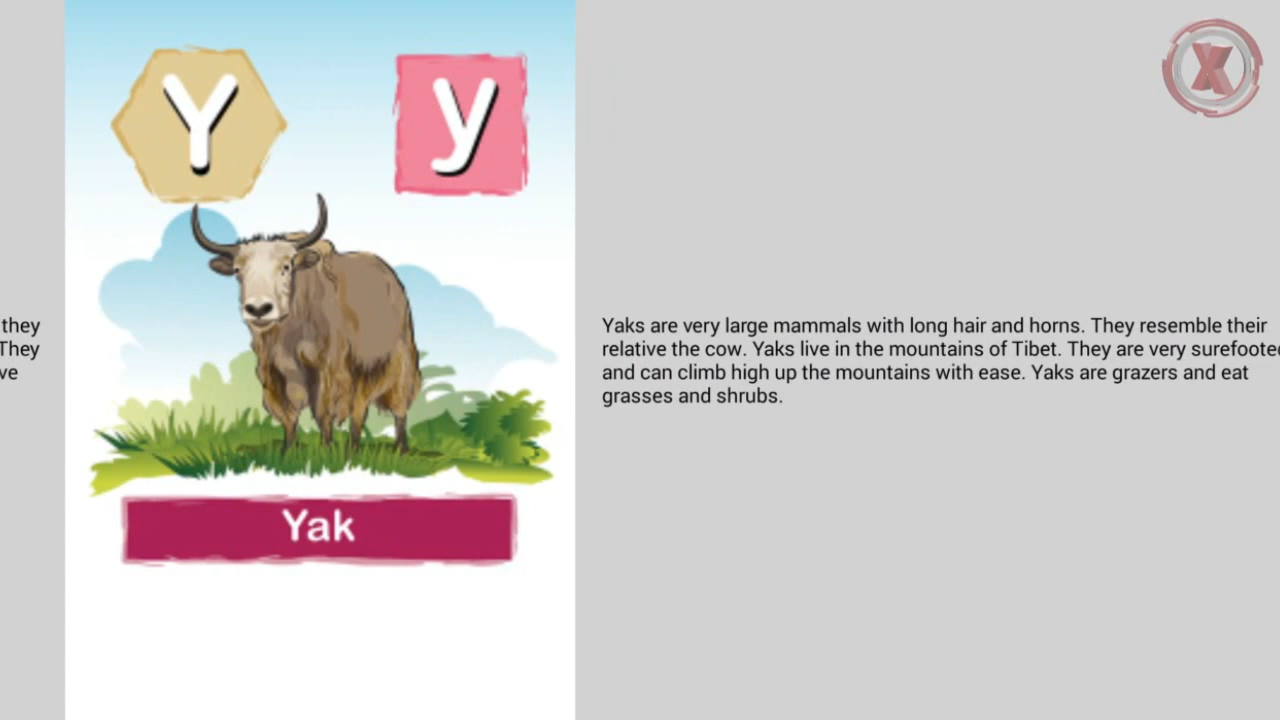 Y
y
they
They
ve
Yaks are very large mammals with long hair and horns. They resemble their
relative the cow. Yaks live in the mountains of Tibet. They are very surefooted
and can climb high up the mountains with ease. Yaks are grazers and eat
grasses and shrubs.
Yak
X